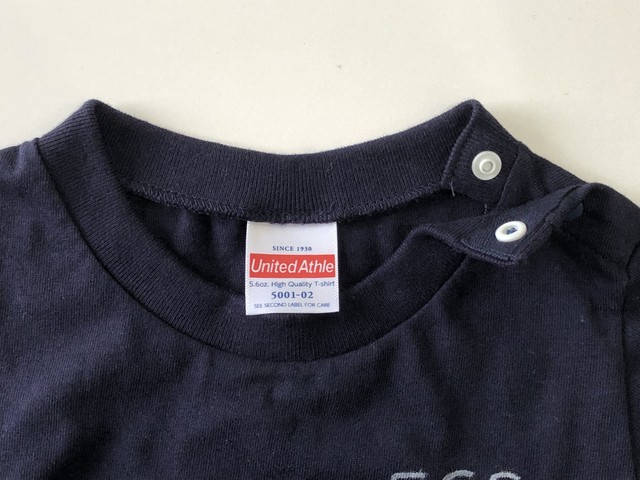 SINCE 1930
United Athle
5.6oz. High Quality T-shirt
5001-02
SEE SECOND LABEL FOR CARE